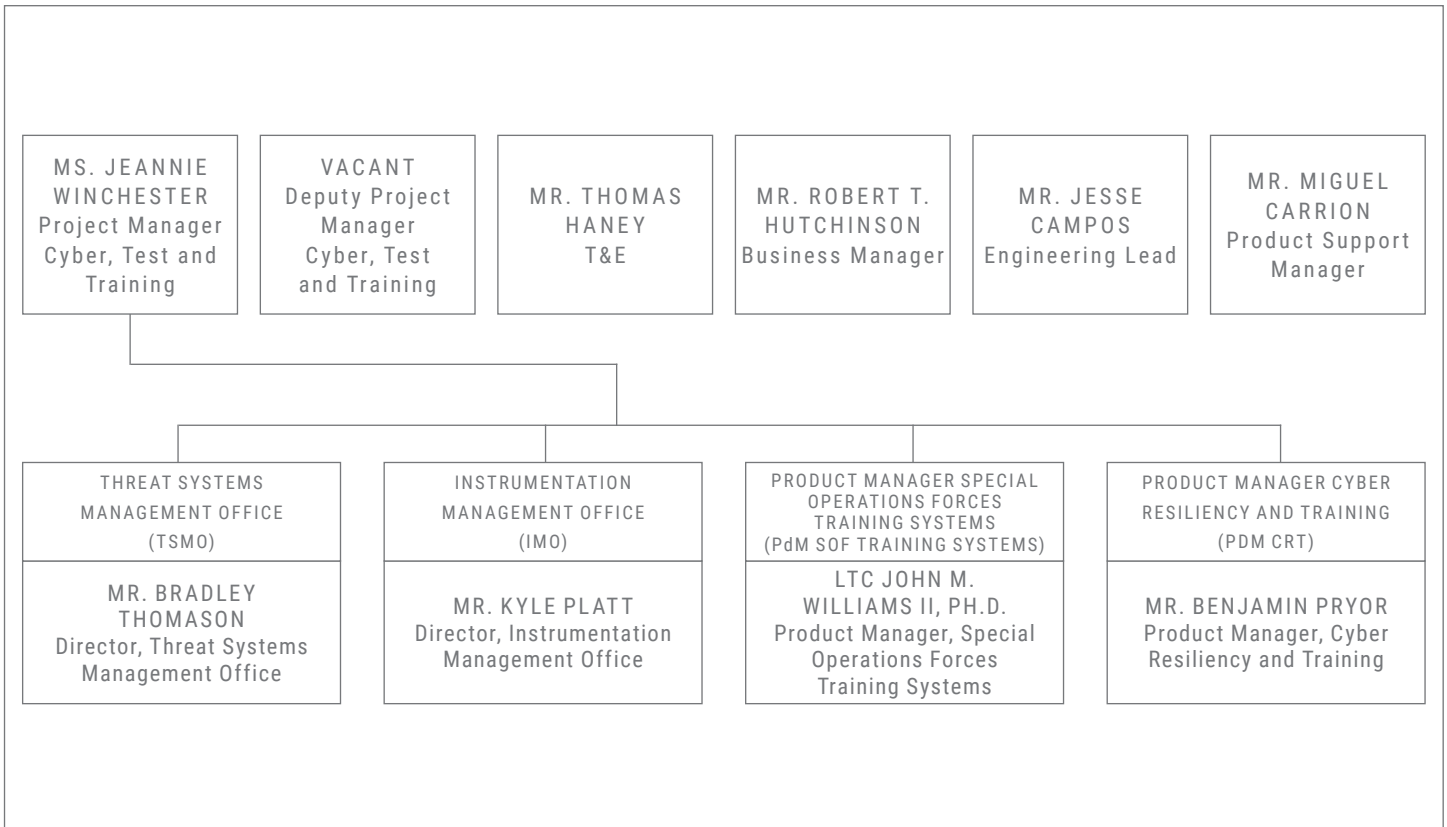 MS. JEANNIE
WINCHESTER
Project Manager
Cyber, Test and
Training
VACANT
Deputy Project
Manager
Cyber, Test
and Training
MR. THOMAS
HANEY
T&E
MR. ROBERT T.
HUTCHINSON
Business Manager
MR. JESSE
CAMPOS
Engineering Lead
MR. MIGUEL
CARRION
Product Support
Manager
THREAT SYSTEMS
MANAGEMENT OFFICE
(TSMO)
MR. BRADLEY
THOMASON
Director, Threat Systems
Management Office
INSTRUMENTATION
MANAGEMENT OFFICE
(IMO)
MR. KYLE PLATT
Director, Instrumentation
Management Office
PRODUCT MANAGER SPECIAL
OPERATIONS FORCES
TRAINING SYSTEMS
(PdM SOF TRAINING SYSTEMS)
LTC JOHN M.
WILLIAMS II, PH.D.
Product Manager, Special
Operations Forces
Training Systems
PRODUCT MANAGER CYBER
RESILIENCY AND TRAINING
(PDM CRT)
MR. BENJAMIN PRYOR
Product Manager, Cyber
Resiliency and Training